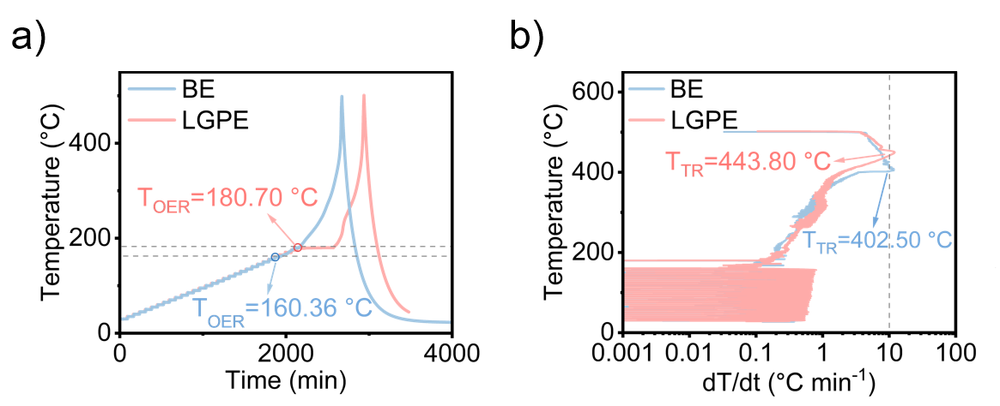 a)
BE
LGPE
T_OER=180.70 °C
T_OER=160.36 °C
Temperature (°C)
400
200
0
0 2000 4000
Time (min)
b)
BE
LGPE
T_TR=443.80 °C
T_TR=402.50 °C
Temperature (°C)
600
400
200
0
0.001 0.01 0.1 1 10 100
dT/dt (°C min⁻¹)